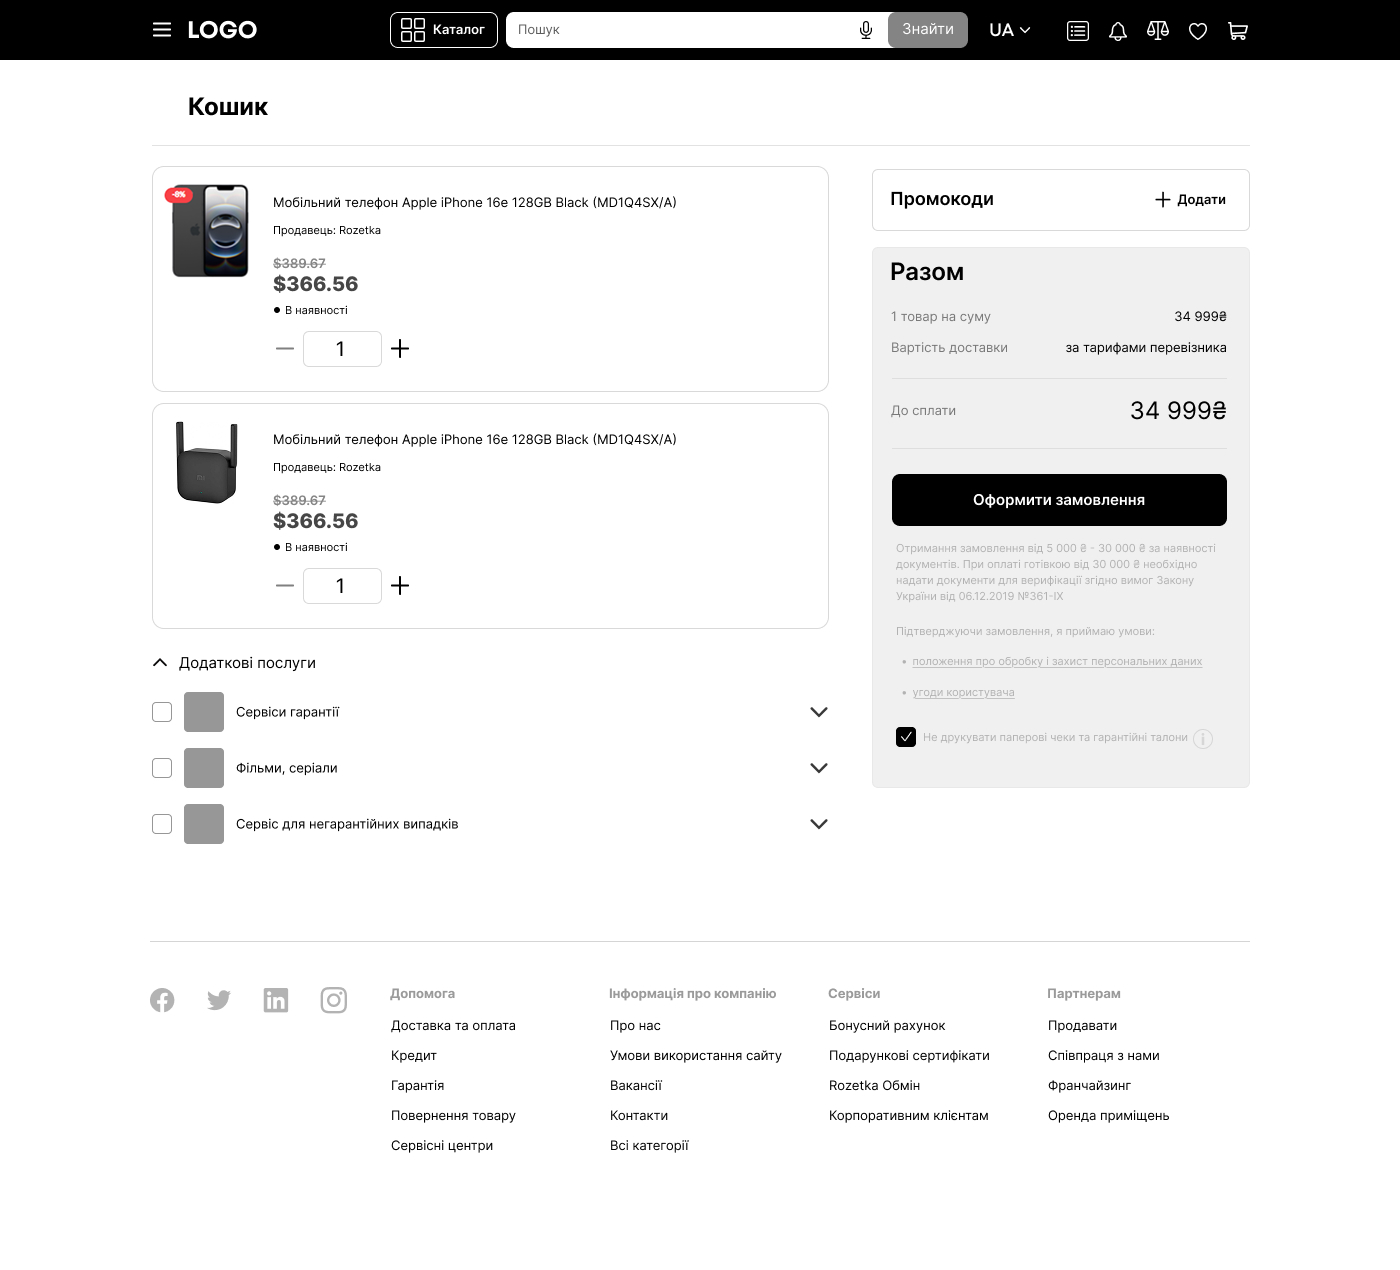 LOGO
Каталог
Пошук
Знайти
UA
Кошик
-8%
Мобільний телефон Apple iPhone 16e 128GB Black (MD1Q4SX/A)
Продавець: Rozetka
$389.67
$366.56
В наявності
1
Мобільний телефон Apple iPhone 16e 128GB Black (MD1Q4SX/A)
Продавець: Rozetka
$389.67
$366.56
В наявності
1
Додаткові послуги
Сервіси гарантії
Фільми, серіали
Сервіс для негарантійних випадків
Промокоди
Додати
Разом
1 товар на суму 34 999₴
Вартість доставки за тарифами перевізника
До сплати 34 999₴
Оформити замовлення
Отримання замовлення від 5 000 ₴ - 30 000 ₴ за наявності
документів. При оплаті готівкою від 30 000 ₴ необхідно
надати документи для верифікації згідно вимог Закону
України від 06.12.2019 №361-IX
Підтверджуючи замовлення, я приймаю умови:
• положення про обробку і захист персональних даних
• угоди користувача
Не друкувати паперові чеки та гарантійні талони
Допомога
Доставка та оплата
Кредит
Гарантія
Повернення товару
Сервісні центри
Інформація про компанію
Про нас
Умови використання сайту
Вакансії
Контакти
Всі категорії
Сервіси
Бонусний рахунок
Подарункові сертифікати
Rozetka Обмін
Корпоративним клієнтам
Партнерам
Продавати
Співпраця з нами
Франчайзинг
Оренда приміщень